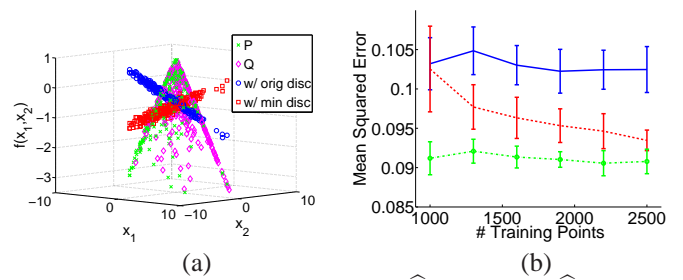 P
Q
w/ orig disc
w/ min disc
f(x1,x2)
1
0
−1
−2
−3
−10
0
10
−10
0
10
x1
x2
(a)
Mean Squared Error
0.105
0.1
0.095
0.09
0.085
1000 1500 2000 2500
# Training Points
(b)